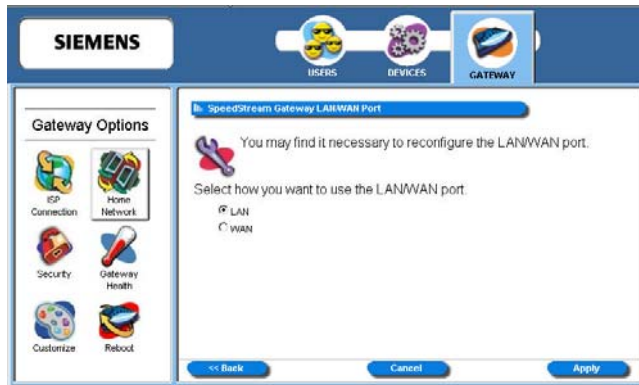 SIEMENS
USERS
DEVICES
GATEWAY
Gateway Options
ISP
Connection
Home
Network
Security
Gateway
Health
Customize
Reboot
SpeedStream Gateway LAN/WAN Port
You may find it necessary to reconfigure the LAN/WAN port.
Select how you want to use the LAN/WAN port.
LAN
WAN
<< Back
Cancel
Apply